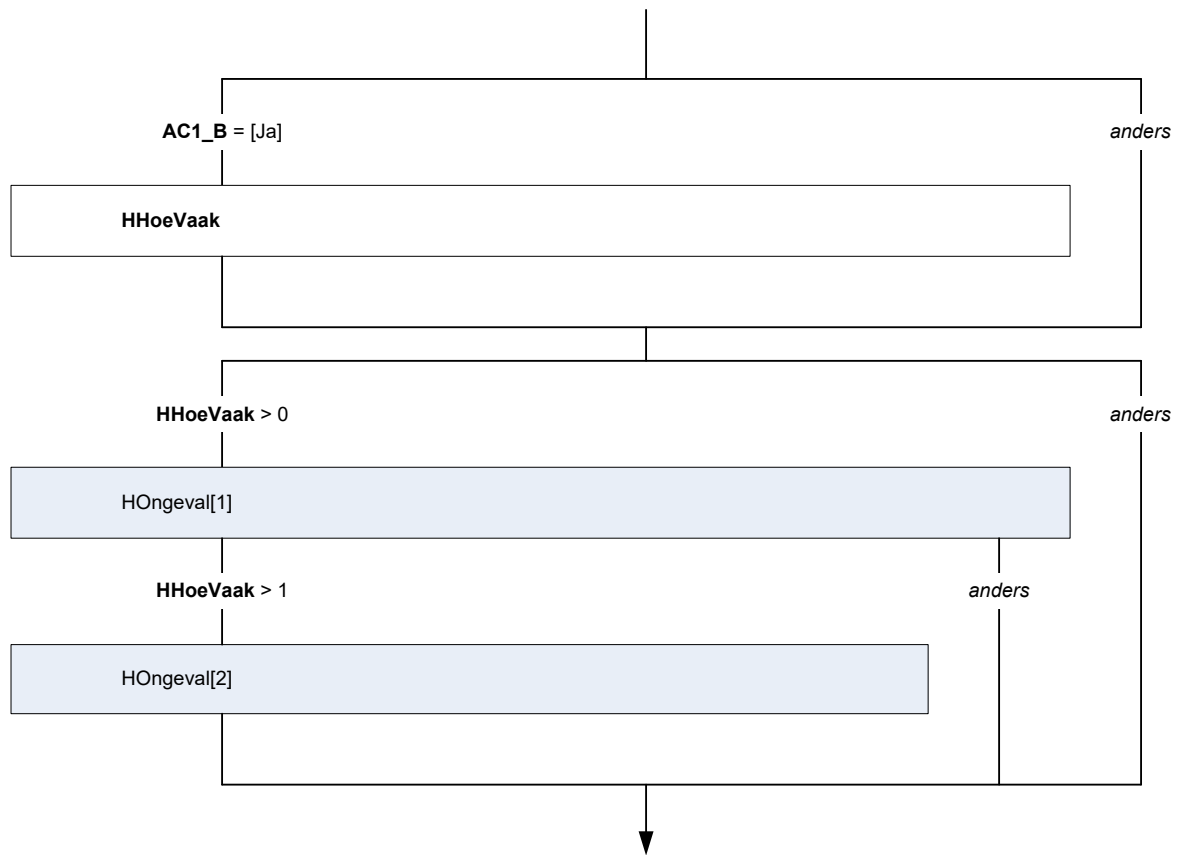 AC1_B = [Ja] anders
HHoeVaak
HHoeVaak > 0 anders
HOngeval[1]
HHoeVaak > 1 anders
HOngeval[2]